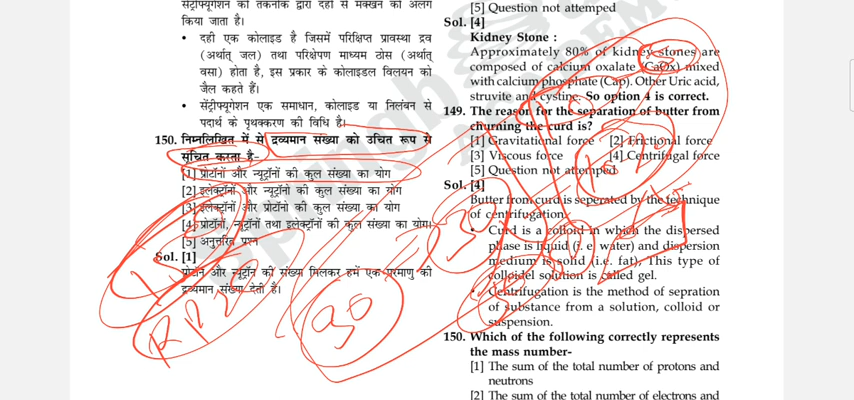 सेंट्रीफ्यूगेशन की तकनीक द्वारा दही से मक्खन को अलग
किया जाता है।
• दही एक कोलाइड है जिसमें परिक्षिप्त प्रावस्था द्रव
(अर्थात् जल) तथा परिक्षेपण माध्यम ठोस (अर्थात्
वसा) होता है, इस प्रकार के कोलाइडल विलयन को
जैल कहते हैं।
• सेंट्रीफ्यूगेशन एक समाधान, कोलाइड या निलंबन से
पदार्थ के पृथक्करण की विधि है।
150. निम्नलिखित में से द्रव्यमान संख्या को उचित रूप से
सूचित करता है-
[1] प्रोटॉनों और न्यूट्रॉनों की कुल संख्या का योग
[2] इलेक्ट्रॉनों और न्यूट्रॉनो की कुल संख्या का योग
[3] इलेक्ट्रॉनों और प्रोटॉनो की कुल संख्या का योग
[4] प्रोटॉनों, न्यूट्रॉनों तथा इलेक्ट्रॉनों की कुल संख्या का योग।
[5] अनुत्तरित प्रश्न
Sol. [1]
प्रोटॉन और न्यूट्रॉन की संख्या मिलकर हमें एक परमाणु की
द्रव्यमान संख्या देती है।
[5] Question not attemped
Sol. [4]
Kidney Stone :
Approximately 80% of kidney stones are
composed of calcium oxalate (CaOx) mixed
with calcium phosphate (Cap). Other Uric acid,
struvite and cystine. So option 4 is correct.
149. The reason for the separation of butter from
churning the curd is?
[1] Gravitational force [2] Frictional force
[3] Viscous force [4] Centrifugal force
[5] Question not attemped
Sol. [4]
Butter from curd is seperated by the technique
of centrifugation.
• Curd is a colloid in which the dispersed
phase is liquid (i. e. water) and dispersion
medium is solid (i.e. fat), This type of
colloidel solution is called gel.
• Centrifugation is the method of sepration
of substance from a solution, colloid or
suspension.
150. Which of the following correctly represents
the mass number-
[1] The sum of the total number of protons and
neutrons
[2] The sum of the total number of electrons and